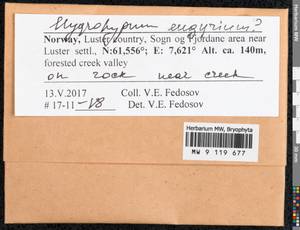 Hygrohypnum eugyrium?
Norway, Luster country, Sogn og Fjordane area near
Luster settl., N:61,556°; E: 7,621° Alt. ca. 140m,
forested creek valley
on rock near creek
13.V.2017 Coll. V.E. Fedosov
# 17-11-V8 Det. V.E. Fedosov
Herbarium MW, Bryophyta
MW 9 119 677